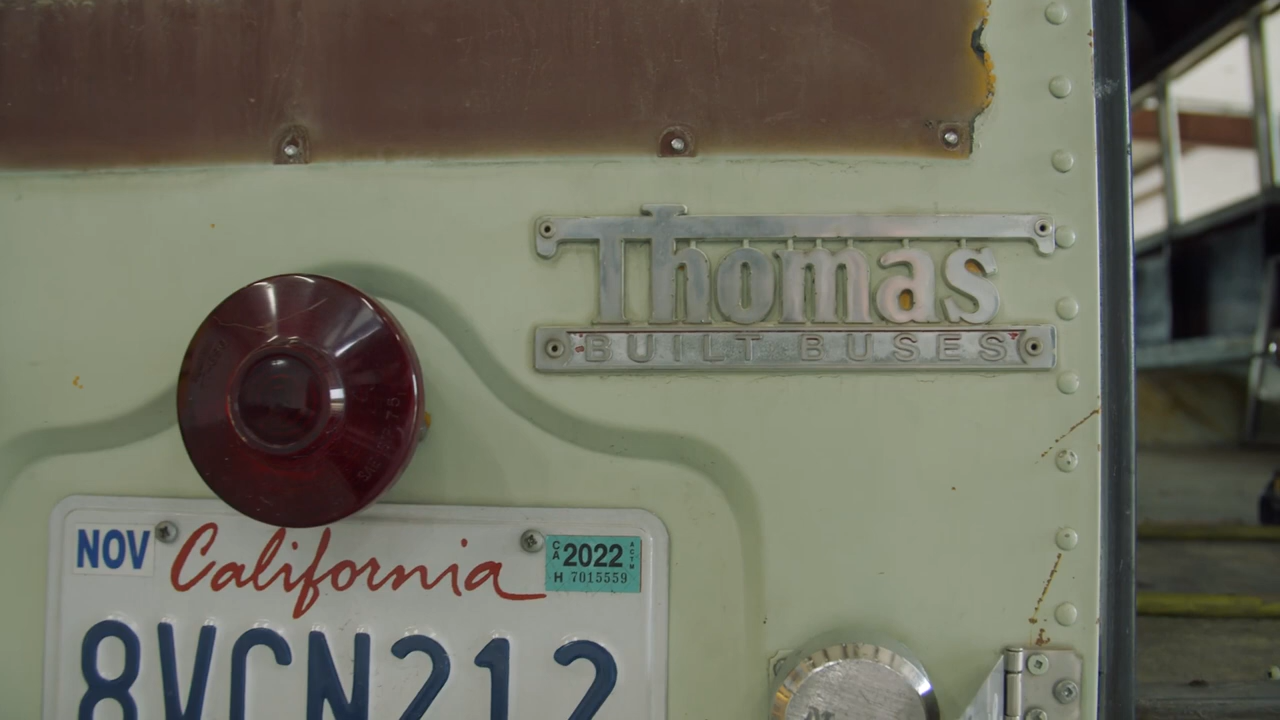 Thomas
BUILT BUSES
NOV
California
CA 2022
H 7015559
8VCN212